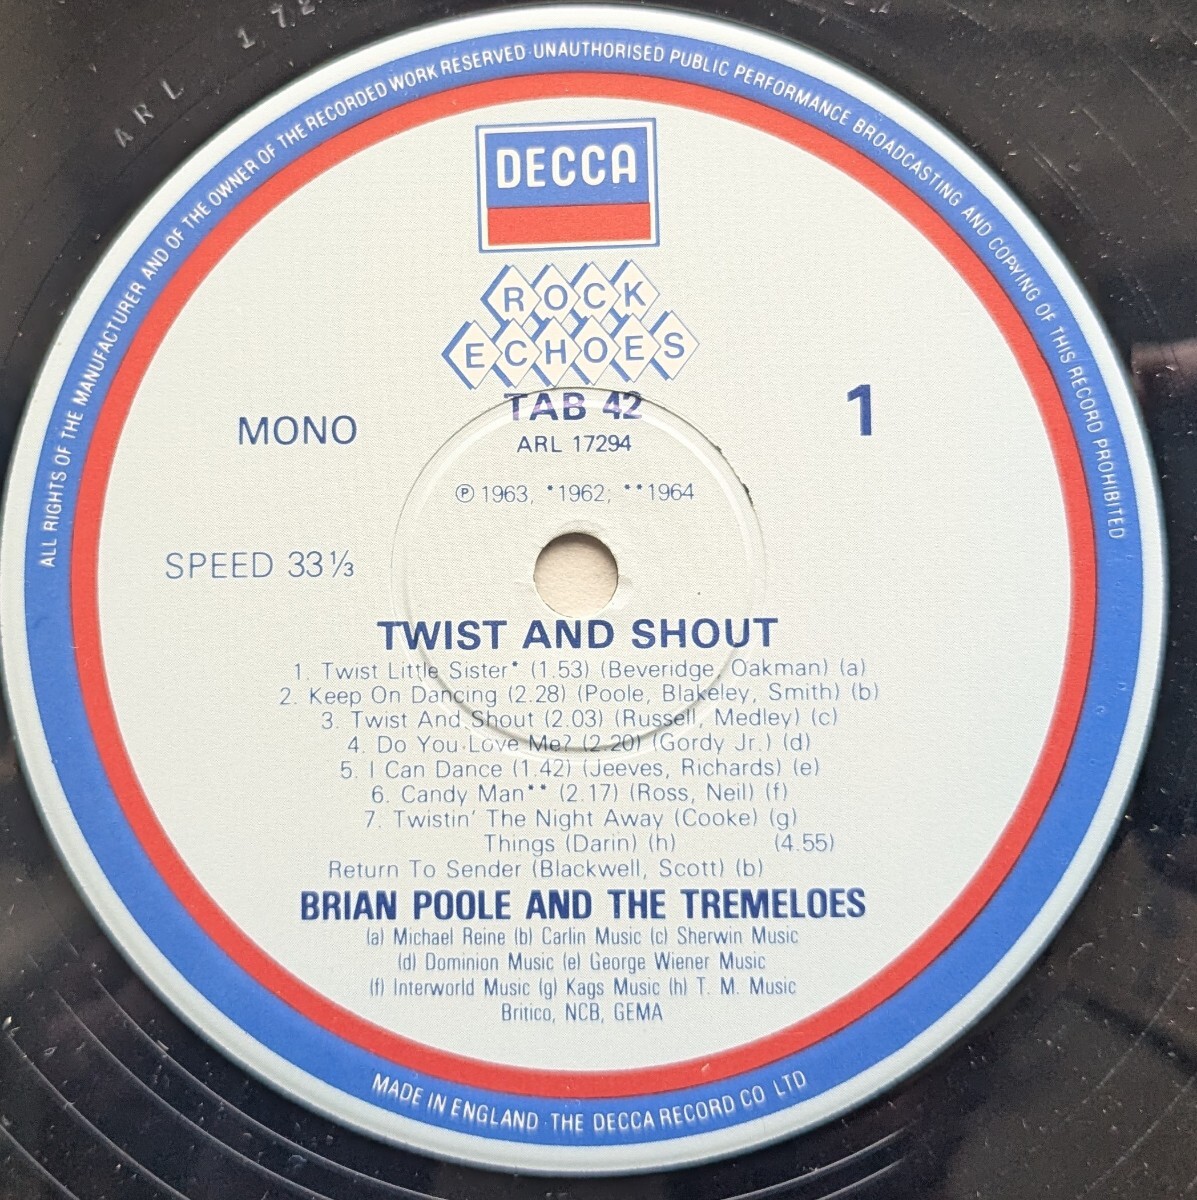 ALL RIGHTS OF THE MANUFACTURER AND OF THE OWNER OF THE RECORDED WORK RESERVED · UNAUTHORISED PUBLIC PERFORMANCE BROADCASTING AND COPYING OF THIS RECORD PROHIBITED
ARL 172
DECCA
ROCK
ECHOES
TAB 42
ARL 17294
MONO
1
℗ 1963, *1962; **1964
SPEED 33⅓
TWIST AND SHOUT
1. Twist Little Sister* (1.53) (Beveridge, Oakman) (a)
2. Keep On Dancing (2.28) (Poole, Blakeley, Smith) (b)
3. Twist And Shout (2.03) (Russell, Medley) (c)
4. Do You Love Me? (2.20) (Gordy Jr.) (d)
5. I Can Dance (1.42) (Jeeves, Richards) (e)
6. Candy Man** (2.17) (Ross, Neil) (f)
7. Twistin' The Night Away (Cooke) (g)
Things (Darin) (h) (4.55)
Return To Sender (Blackwell, Scott) (b)
BRIAN POOLE AND THE TREMELOES
(a) Michael Reine (b) Carlin Music (c) Sherwin Music
(d) Dominion Music (e) George Wiener Music
(f) Interworld Music (g) Kags Music (h) T. M. Music
Britico, NCB, GEMA
MADE IN ENGLAND · THE DECCA RECORD CO LTD